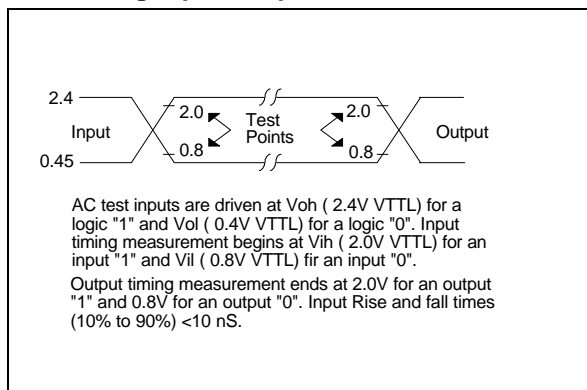 2.4
2.0
Test
Points
2.0
Input
Output
0.8
0.8
0.45
AC test inputs are driven at Voh ( 2.4V VTTL) for a
logic "1" and Vol ( 0.4V VTTL) for a logic "0". Input
timing measurement begins at Vih ( 2.0V VTTL) for an
input "1" and Vil ( 0.8V VTTL) fir an input "0".
Output timing measurement ends at 2.0V for an output
"1" and 0.8V for an output "0". Input Rise and fall times
(10% to 90%) <10 nS.